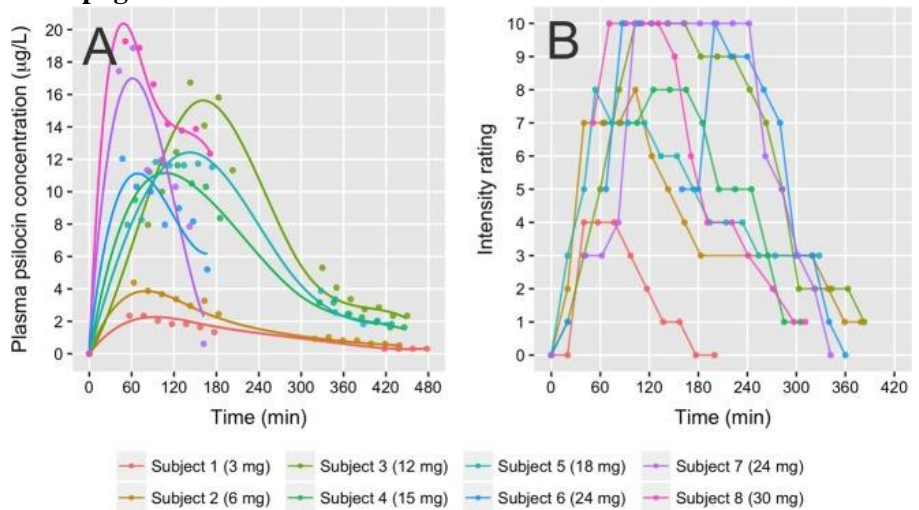 A
B
Plasma psilocin concentration (ug/L)
20
18
16
14
12
10
8
6
4
2
0
0 60 120 180 240 300 360 420 480
Time (min)
Intensity rating
10
9
8
7
6
5
4
3
2
1
0
0 60 120 180 240 300 360 420
Time (min)
Subject 1 (3 mg) Subject 3 (12 mg) Subject 5 (18 mg) Subject 7 (24 mg)
Subject 2 (6 mg) Subject 4 (15 mg) Subject 6 (24 mg) Subject 8 (30 mg)